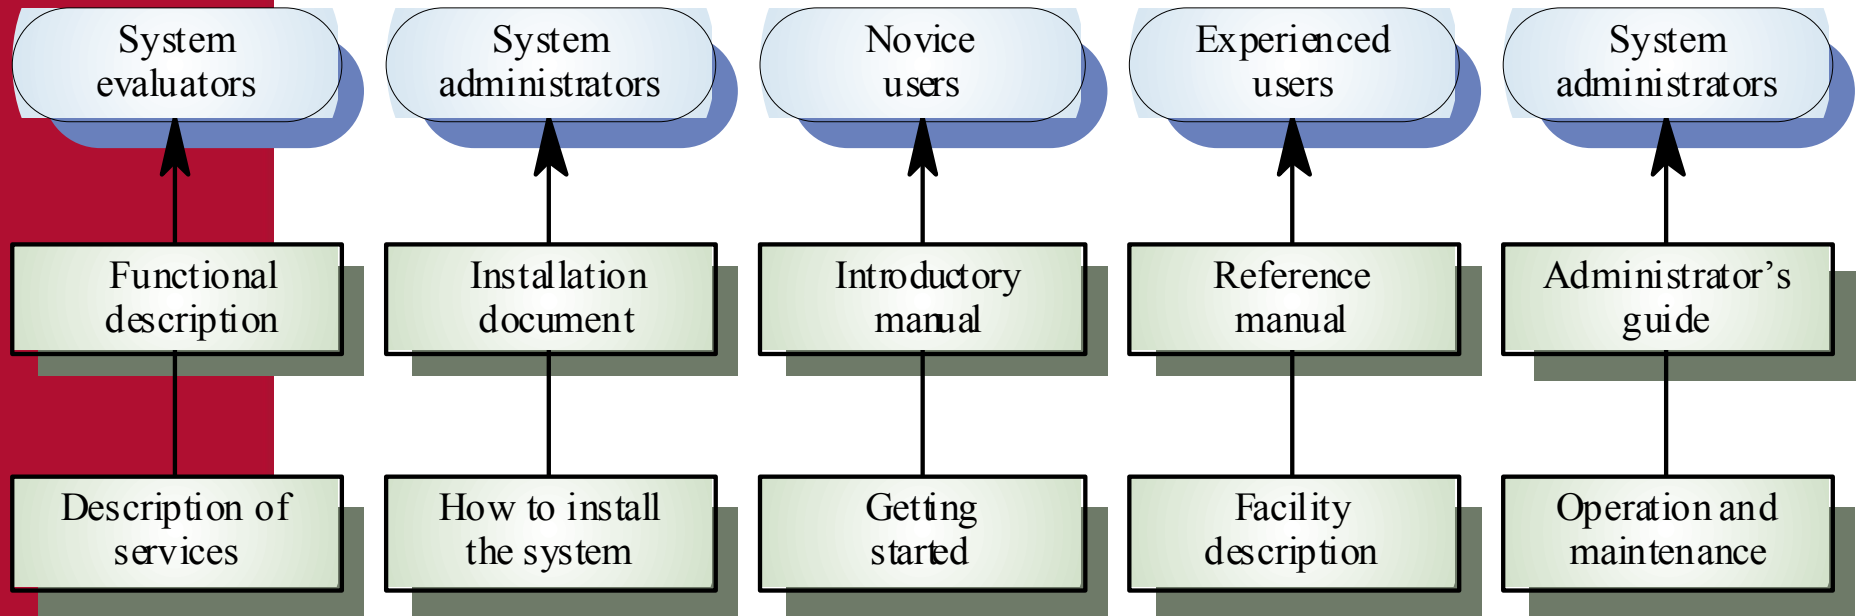 System
evaluators
System
administrators
Novice
users
Experienced
users
System
administrators
Functional
description
Installation
document
Introductory
manual
Reference
manual
Administrator’s
guide
Description of
services
How to install
the system
Getting
started
Facility
description
Operation and
maintenance